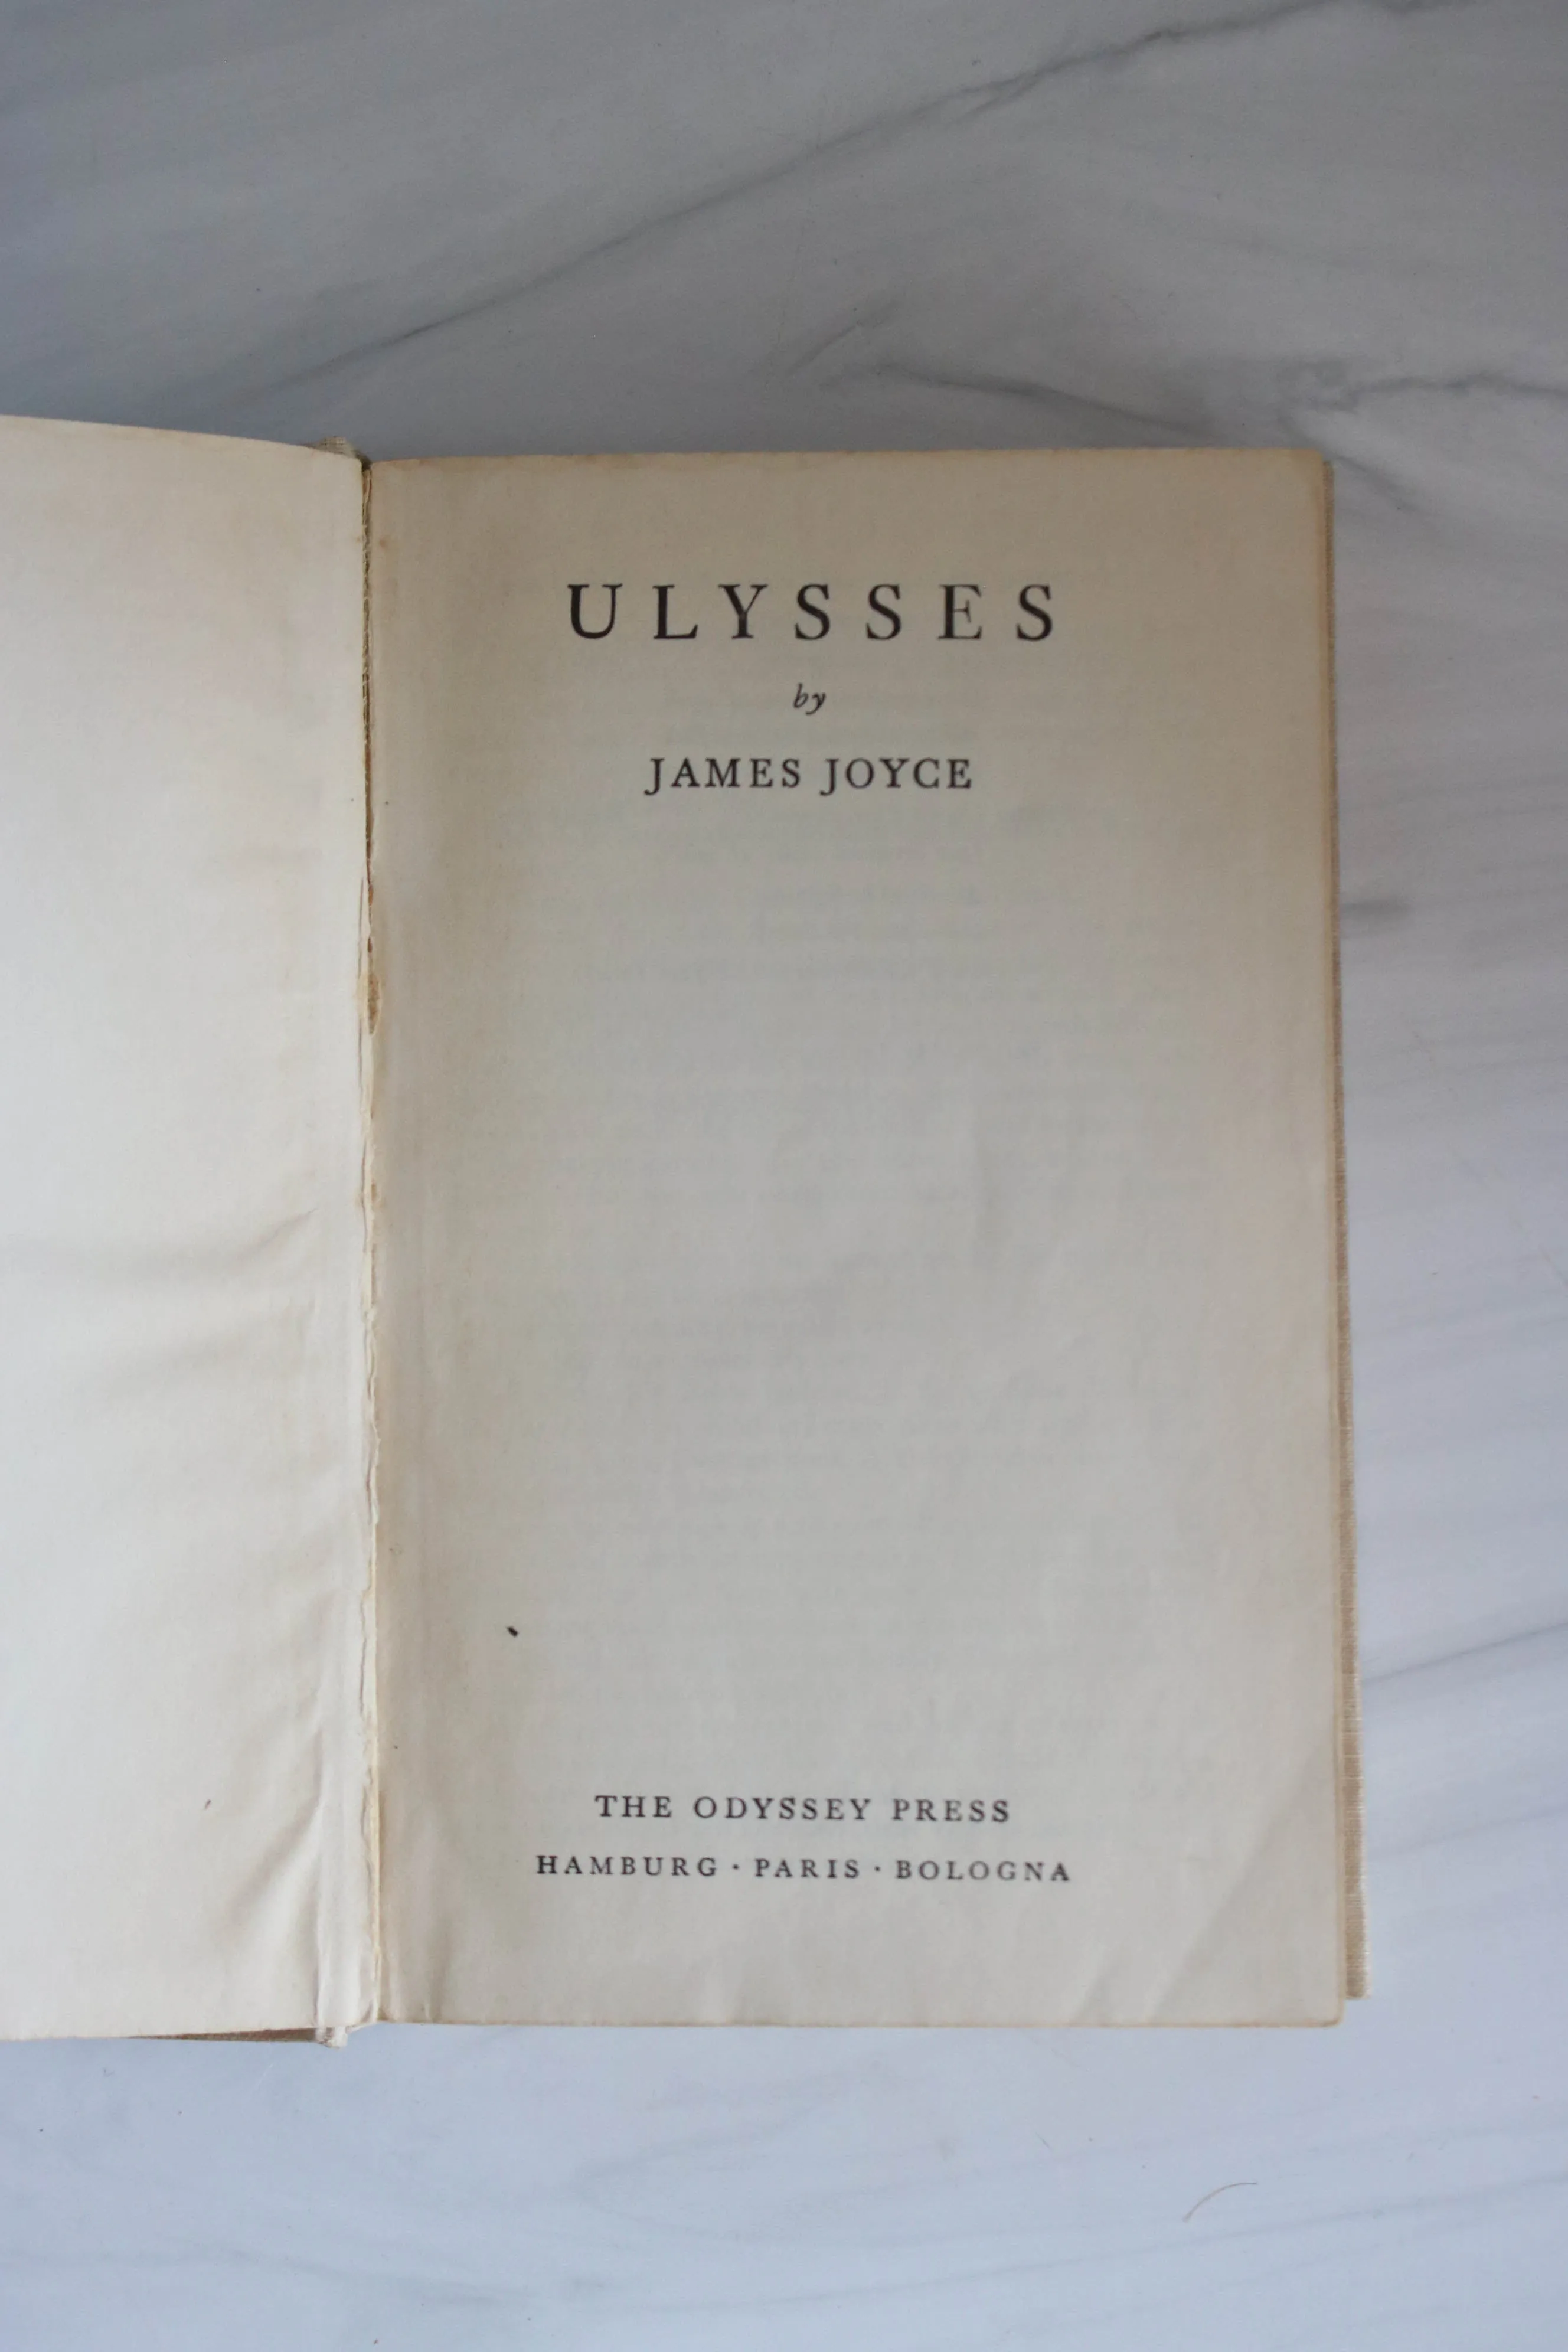 ULYSSES
by
JAMES JOYCE
THE ODYSSEY PRESS
HAMBURG · PARIS · BOLOGNA